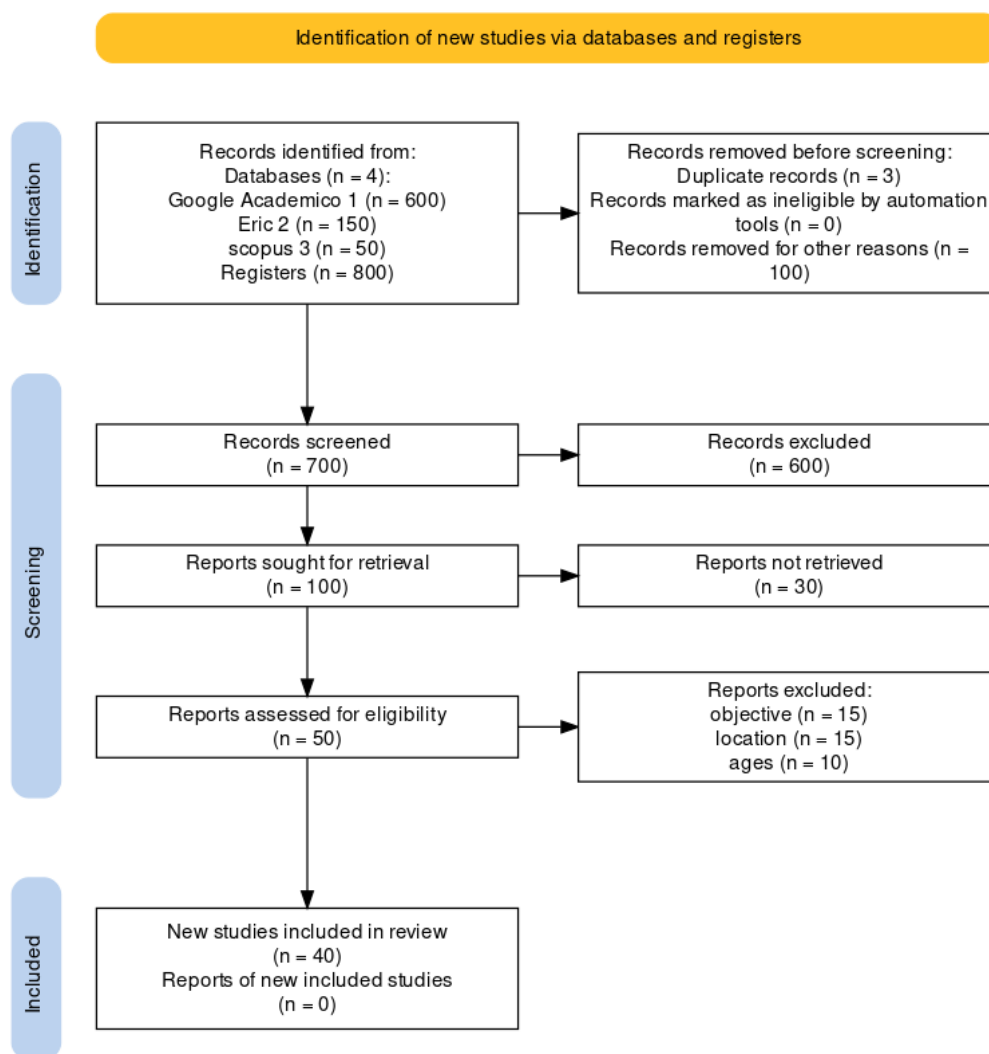 Identification of new studies via databases and registers
Identification
Records identified from:
Databases (n = 4):
Google Academico 1 (n = 600)
Eric 2 (n = 150)
scopus 3 (n = 50)
Registers (n = 800)
Records removed before screening:
Duplicate records (n = 3)
Records marked as ineligible by automation
tools (n = 0)
Records removed for other reasons (n =
100)
Screening
Records screened
(n = 700)
Records excluded
(n = 600)
Reports sought for retrieval
(n = 100)
Reports not retrieved
(n = 30)
Reports assessed for eligibility
(n = 50)
Reports excluded:
objective (n = 15)
location (n = 15)
ages (n = 10)
Included
New studies included in review
(n = 40)
Reports of new included studies
(n = 0)